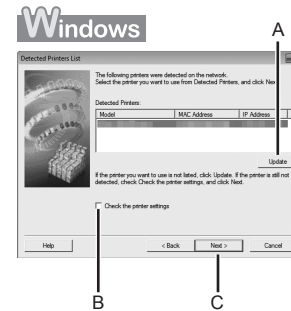 Windows
A
Detected Printers List
The following printers were detected on the network.
Select the printer you want to use from Detected Printers, and click Nex
Detected Printers:
Model MAC Address IP Address
Update
If the printer you want to use is not listed, click Update. If the printer is still not
detected, check Check the printer settings, and click Next.
Check the printer settings
Help < Back Next > Cancel
B C